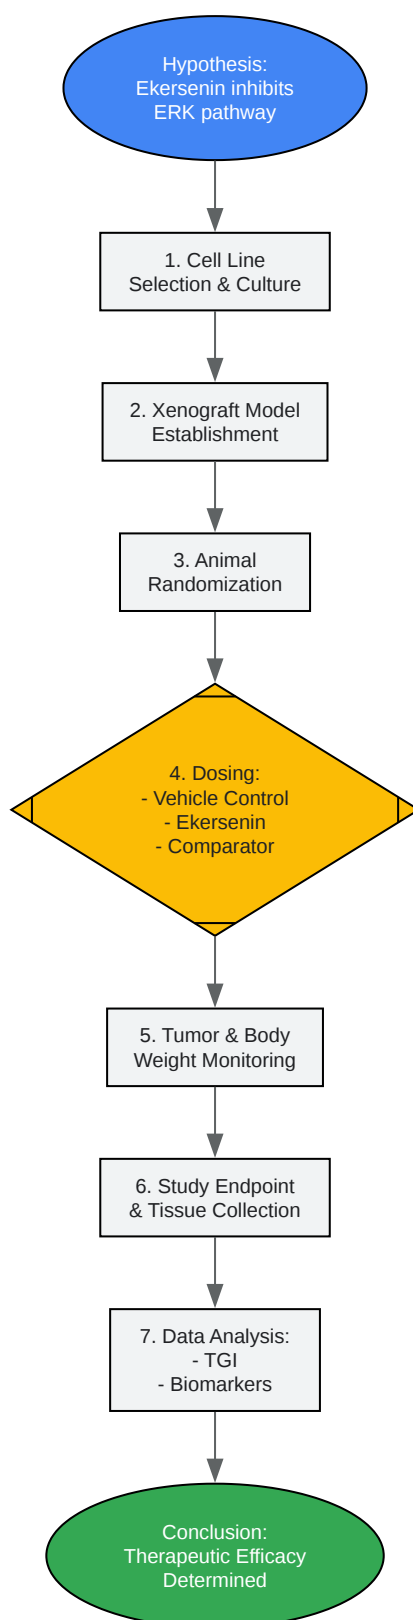 Hypothesis:
Ekersenin inhibits
ERK pathway
1. Cell Line
Selection & Culture
2. Xenograft Model
Establishment
3. Animal
Randomization
4. Dosing:
- Vehicle Control
- Ekersenin
- Comparator
5. Tumor & Body
Weight Monitoring
6. Study Endpoint
& Tissue Collection
7. Data Analysis:
- TGI
- Biomarkers
Conclusion:
Therapeutic Efficacy
Determined